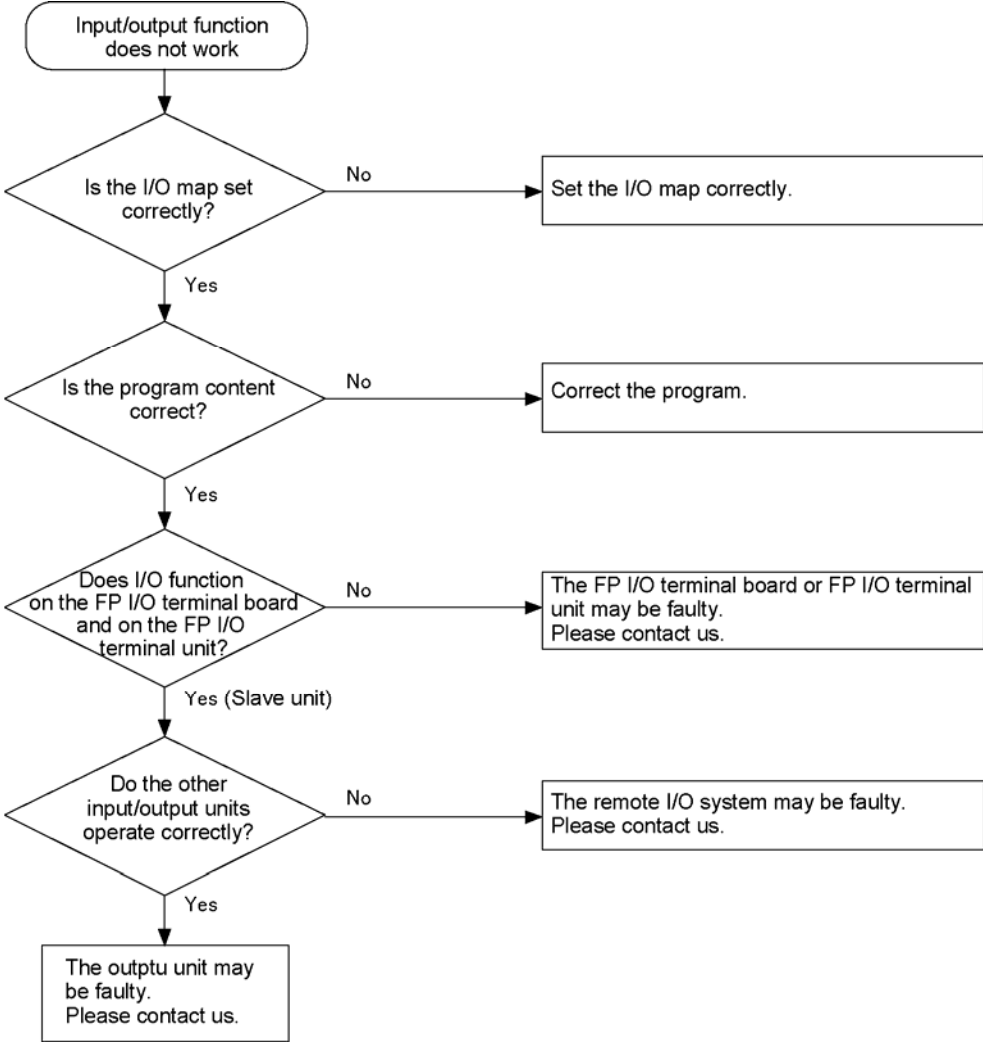 Input/output function
does not work
Is the I/O map set
correctly?
No
Set the I/O map correctly.
Yes
Is the program content
correct?
No
Correct the program.
Yes
Does I/O function
on the FP I/O terminal board
and on the FP I/O
terminal unit?
No
The FP I/O terminal board or FP I/O terminal
unit may be faulty.
Please contact us.
Yes (Slave unit)
Do the other
input/output units
operate correctly?
No
The remote I/O system may be faulty.
Please contact us.
Yes
The outptu unit may
be faulty.
Please contact us.